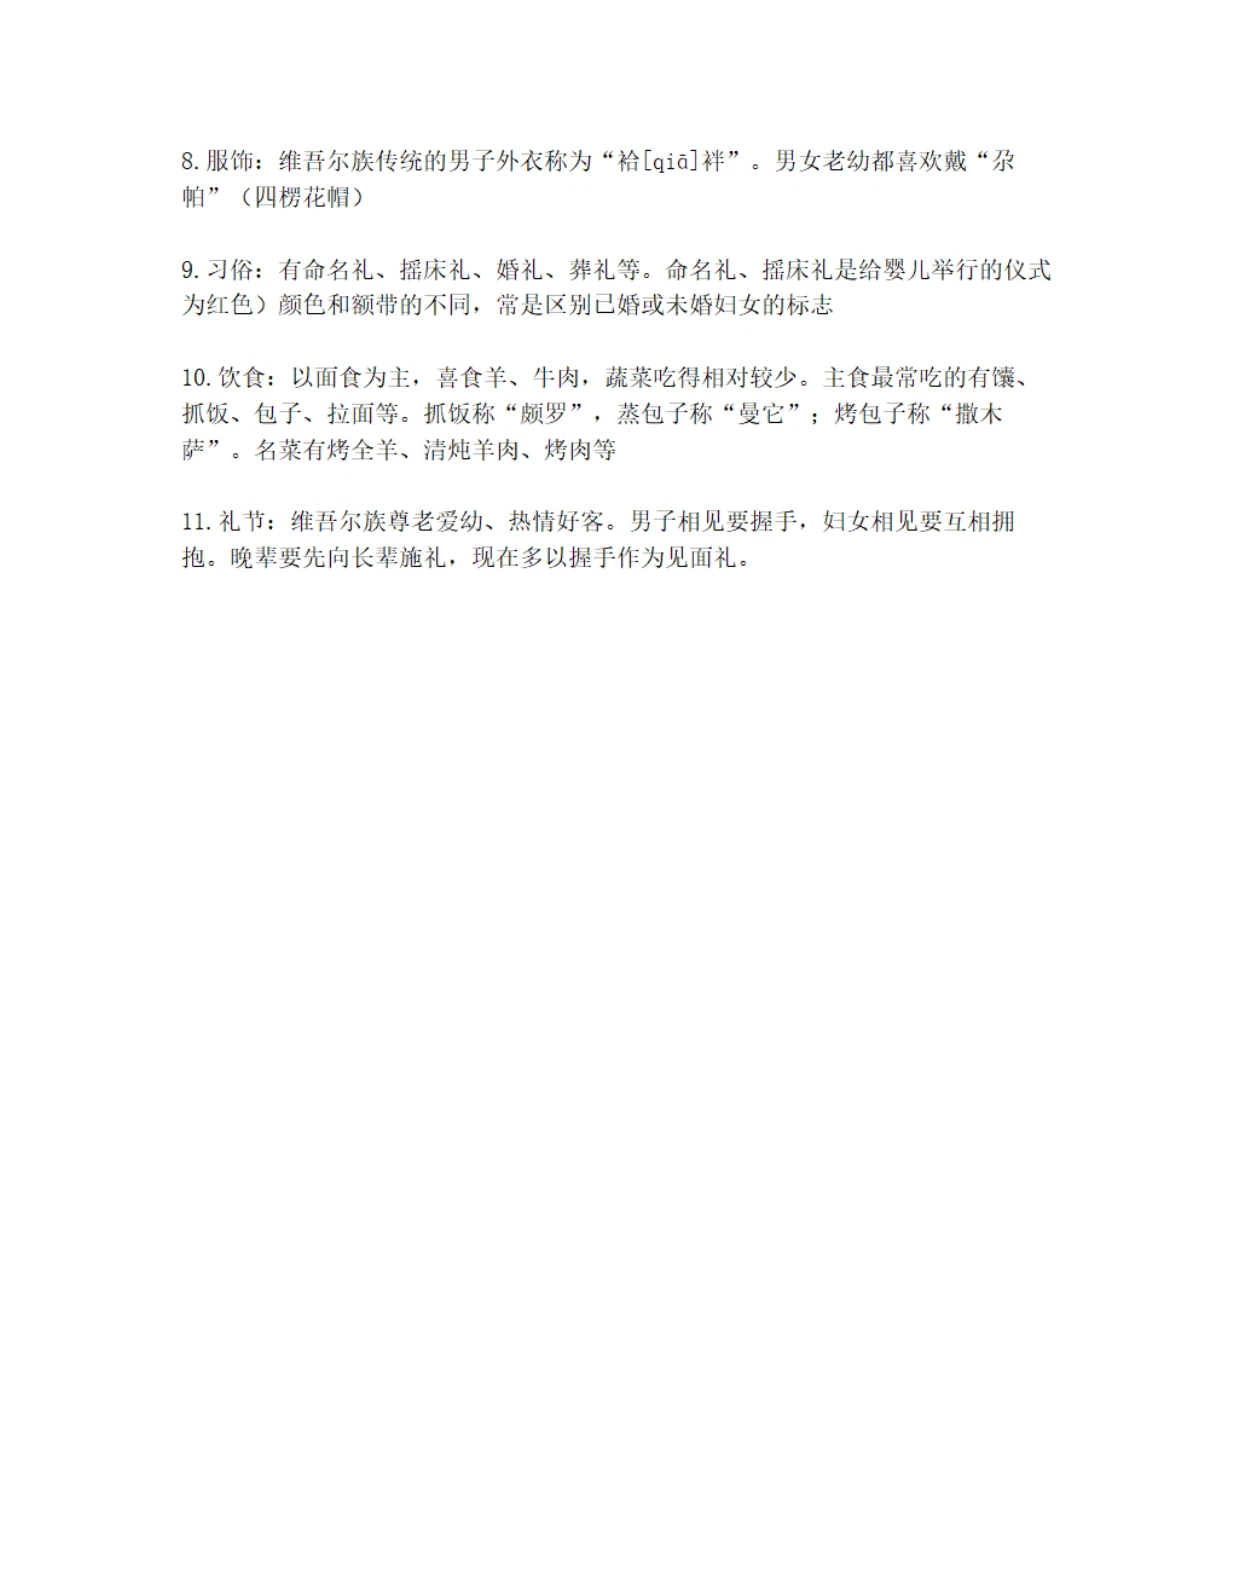 8.服饰：维吾尔族传统的男子外衣称为“袷[qiā]袢”。男女老幼都喜欢戴“尕
帕”（四楞花帽）
9.习俗：有命名礼、摇床礼、婚礼、葬礼等。命名礼、摇床礼是给婴儿举行的仪式
为红色）颜色和额带的不同，常是区别已婚或未婚妇女的标志
10.饮食：以面食为主，喜食羊、牛肉，蔬菜吃得相对较少。主食最常吃的有馕、
抓饭、包子、拉面等。抓饭称“颇罗”，蒸包子称“曼它”；烤包子称“撒木
萨”。名菜有烤全羊、清炖羊肉、烤肉等
11.礼节：维吾尔族尊老爱幼、热情好客。男子相见要握手，妇女相见要互相拥
抱。晚辈要先向长辈施礼，现在多以握手作为见面礼。